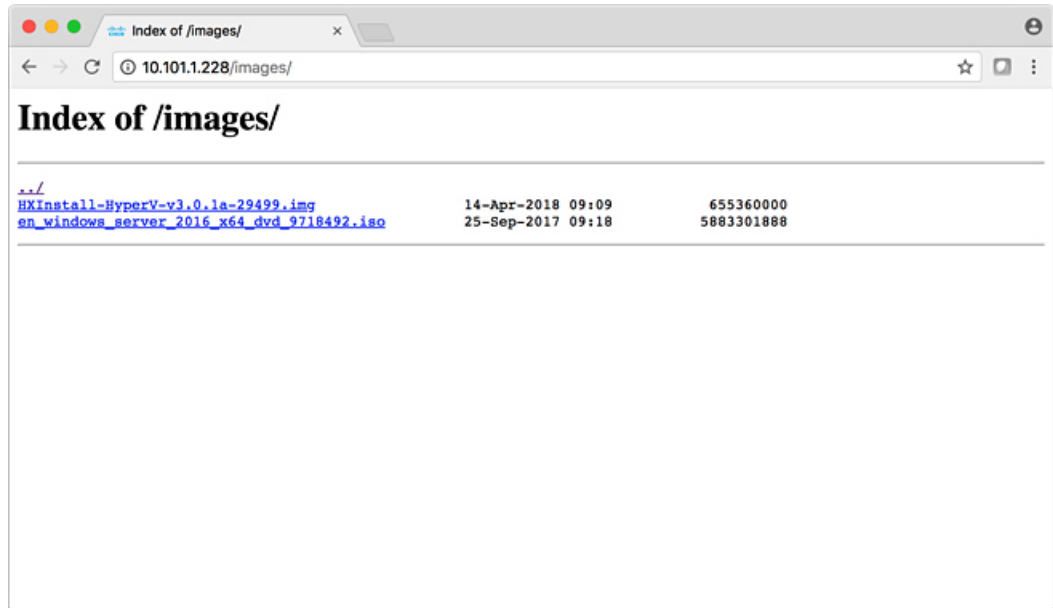 Index of /images/
10.101.1.228/images/
Index of /images/
../
HXInstall-HyperV-v3.0.1a-29499.img 14-Apr-2018 09:09 655360000
en_windows_server_2016_x64_dvd_9718492.iso 25-Sep-2017 09:18 5883301888